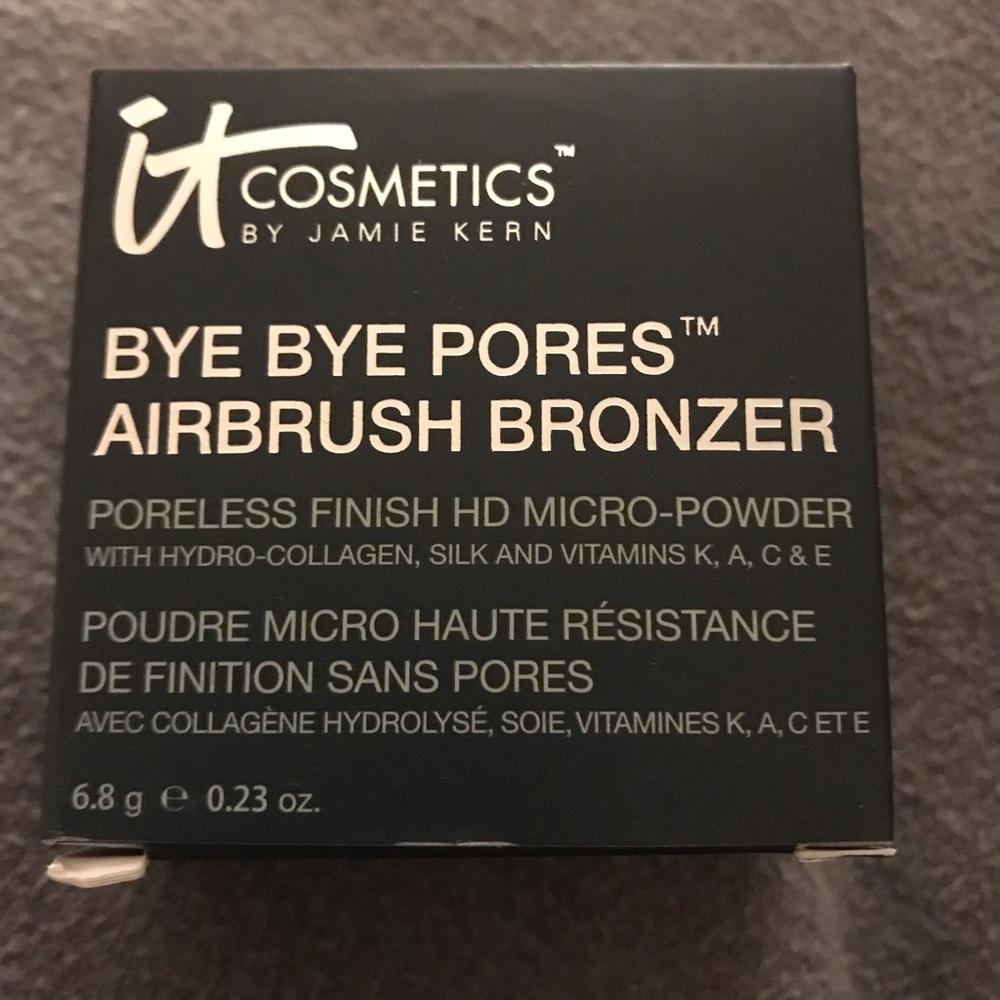 it COSMETICS™
BY JAMIE KERN
BYE BYE PORES™
AIRBRUSH BRONZER
PORELESS FINISH HD MICRO-POWDER
WITH HYDRO-COLLAGEN, SILK AND VITAMINS K, A, C & E
POUDRE MICRO HAUTE RÉSISTANCE
DE FINITION SANS PORES
AVEC COLLAGÈNE HYDROLYSÉ, SOIE, VITAMINES K, A, C ET E
6.8 g ℮ 0.23 oz.